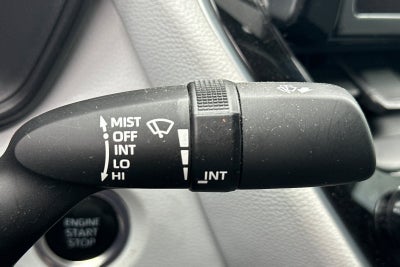 MIST
OFF
INT
LO
HI
INT
ENGINE
START
STOP